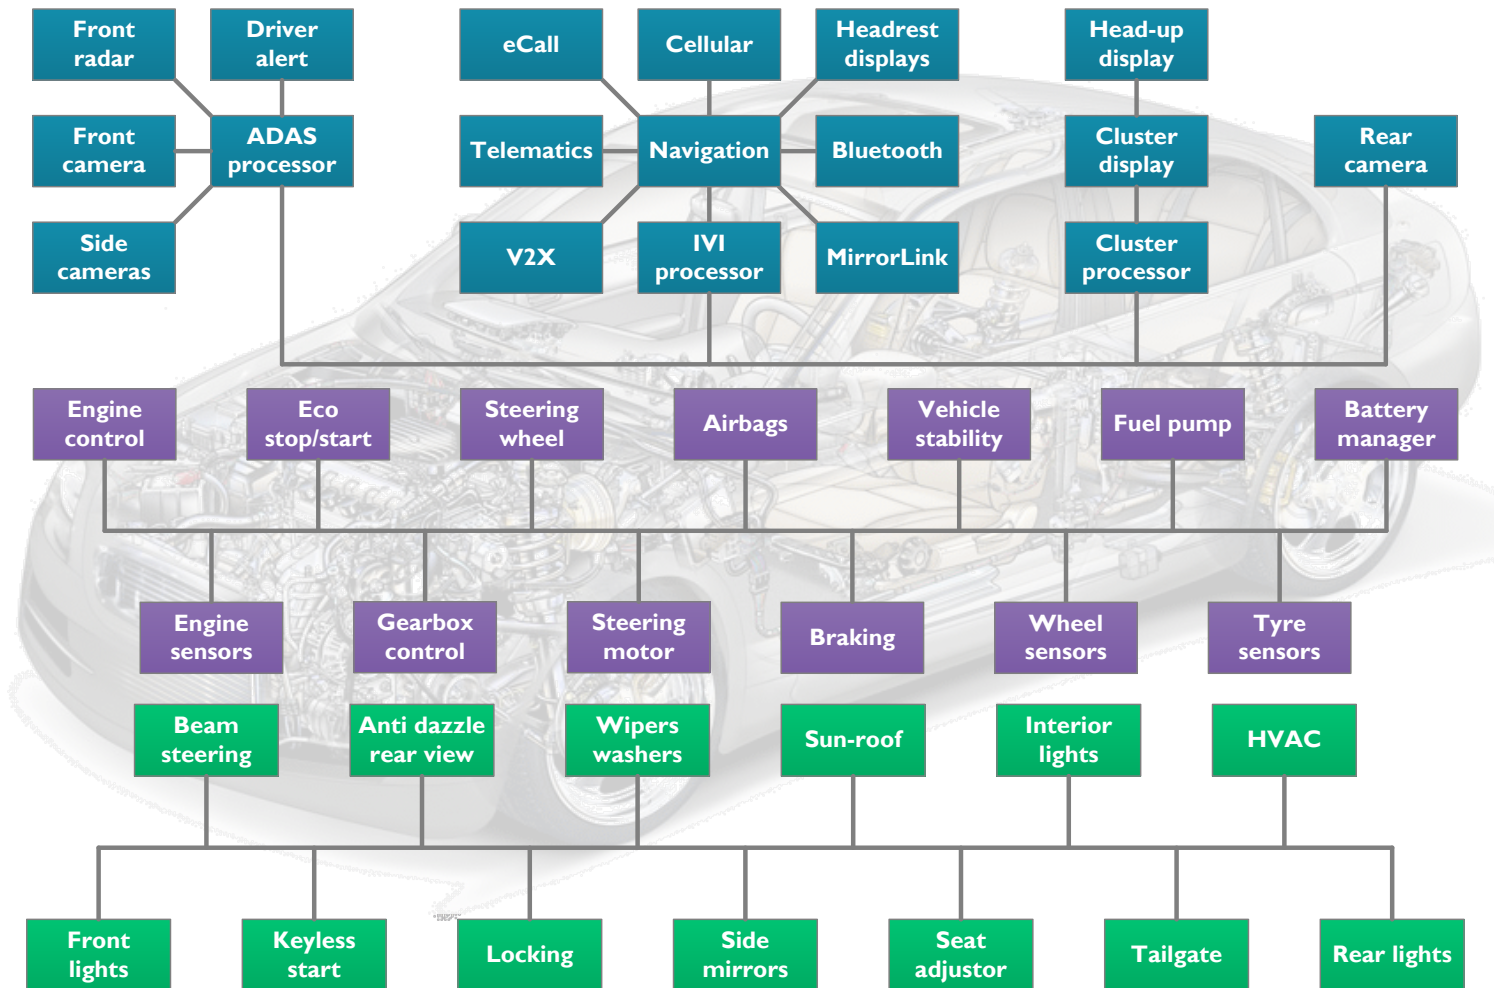 Front
radar
Driver
alert
eCall
Cellular
Headrest
displays
Head-up
display
Front
camera
ADAS
processor
Telematics
Navigation
Bluetooth
Cluster
display
Rear
camera
Side
cameras
V2X
IVI
processor
MirrorLink
Cluster
processor
Engine
control
Eco
stop/start
Steering
wheel
Airbags
Vehicle
stability
Fuel pump
Battery
manager
Engine
sensors
Gearbox
control
Steering
motor
Braking
Wheel
sensors
Tyre
sensors
Beam
steering
Anti dazzle
rear view
Wipers
washers
Sun-roof
Interior
lights
HVAC
Front
lights
Keyless
start
Locking
Side
mirrors
Seat
adjustor
Tailgate
Rear lights